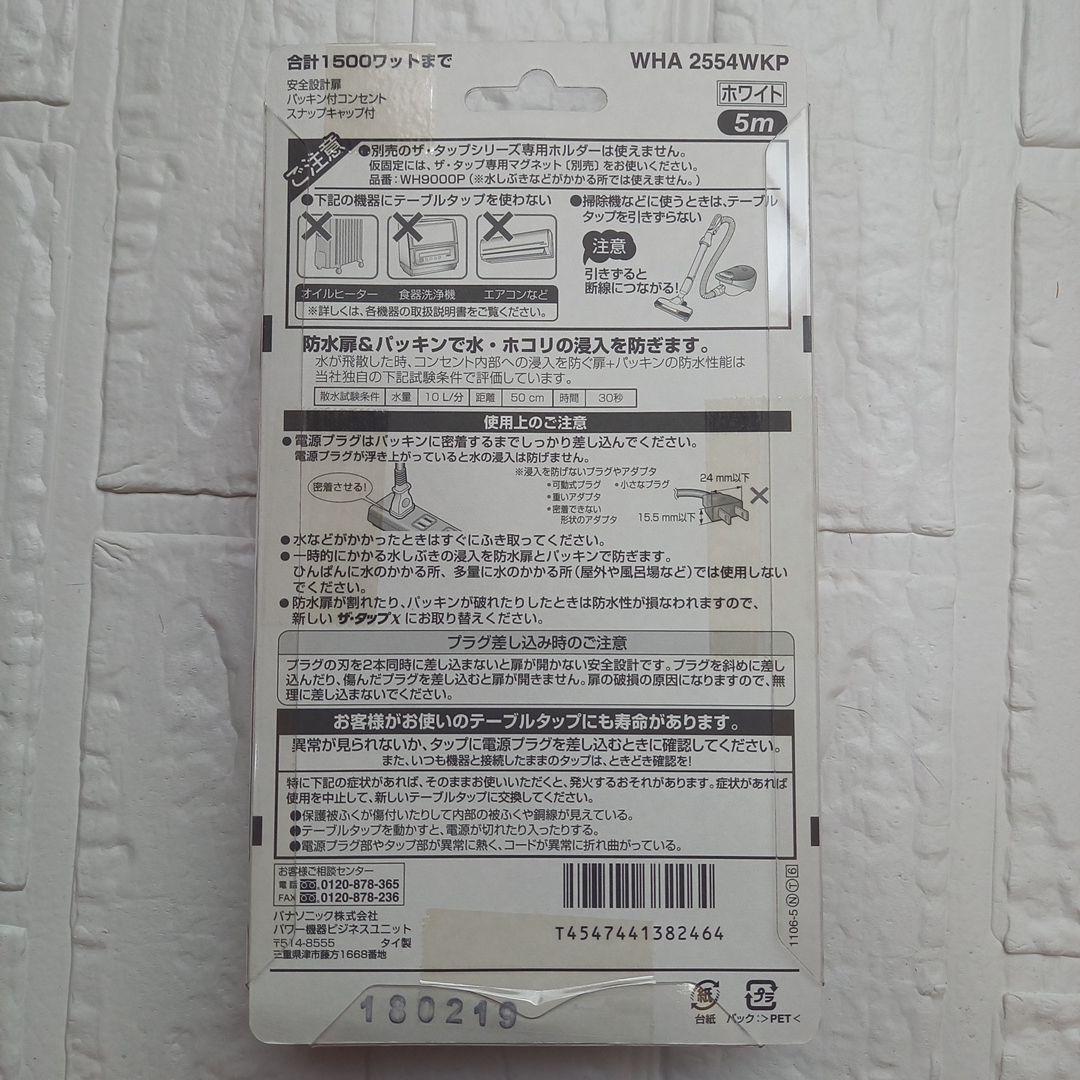 合計1500ワットまで
WHA 2554WKP
安全設計扉
パッキン付コンセント
スナップキャップ付
ホワイト
5m
ご注意
●別売のザ・タップシリーズ専用ホルダーは使えません。
仮固定には、ザ・タップ専用マグネット〔別売〕をお使いください。
品番:WH9000P(※水しぶきなどがかかる所では使えません。)
●下記の機器にテーブルタップを使わない
オイルヒーター 食器洗浄機 エアコンなど
※詳しくは、各機器の取扱説明書をご覧ください。
●掃除機などに使うときは、テーブル
タップを引きずらない
注意
引きずると
断線につながる!
防水扉&パッキンで水・ホコリの浸入を防ぎます。
水が飛散した時、コンセント内部への浸入を防ぐ扉+パッキンの防水性能は
当社独自の下記試験条件で評価しています。
散水試験条件 水量 10 L/分 距離 50 cm 時間 30秒
使用上のご注意
●電源プラグはパッキンに密着するまでしっかり差し込んでください。
電源プラグが浮き上がっていると水の浸入は防げません。
密着させる!
※浸入を防げないプラグやアダプタ
・可動式プラグ ・小さなプラグ
・重いアダプタ
・密着できない
形状のアダプタ
24 mm以下
15.5 mm以下
●水などがかかったときはすぐにふき取ってください。
●一時的にかかる水しぶきの浸入を防水扉とパッキンで防ぎます。
ひんぱんに水のかかる所、多量に水のかかる所(屋外や風呂場など)では使用しない
でください。
●防水扉が割れたり、パッキンが破れたりしたときは防水性が損なわれますので、
新しい ザ・タップX にお取り替えください。
プラグ差し込み時のご注意
プラグの刃を2本同時に差し込まないと扉が開かない安全設計です。プラグを斜めに差し
込んだり、傷んだプラグを差し込むと扉が開きません。扉の破損の原因になりますので、無
理に差し込まないでください。
お客様がお使いのテーブルタップにも寿命があります。
異常が見られないか、タップに電源プラグを差し込むときに確認してください。
また、いつも機器と接続したままのタップは、ときどき確認を!
特に下記の症状があれば、そのままお使いいただくと、発火するおそれがあります。症状があれば
使用を中止して、新しいテーブルタップに交換してください。
●保護被ふくが傷付いたりして内部の被ふくや銅線が見えている。
●テーブルタップを動かすと、電源が切れたり入ったりする。
●電源プラグ部やタップ部が異常に熱く、コードが異常に折れ曲がっている。
お客様ご相談センター
電話 0120-878-365
FAX 0120-878-236
パナソニック株式会社
パワー機器ビジネスユニット
〒514-8555 タイ製
三重県津市藤方1668番地
T4547441382464
1106-5 Ⓝ Ⓣ 6
180219
紙
台紙
プラ
パック:>PET<